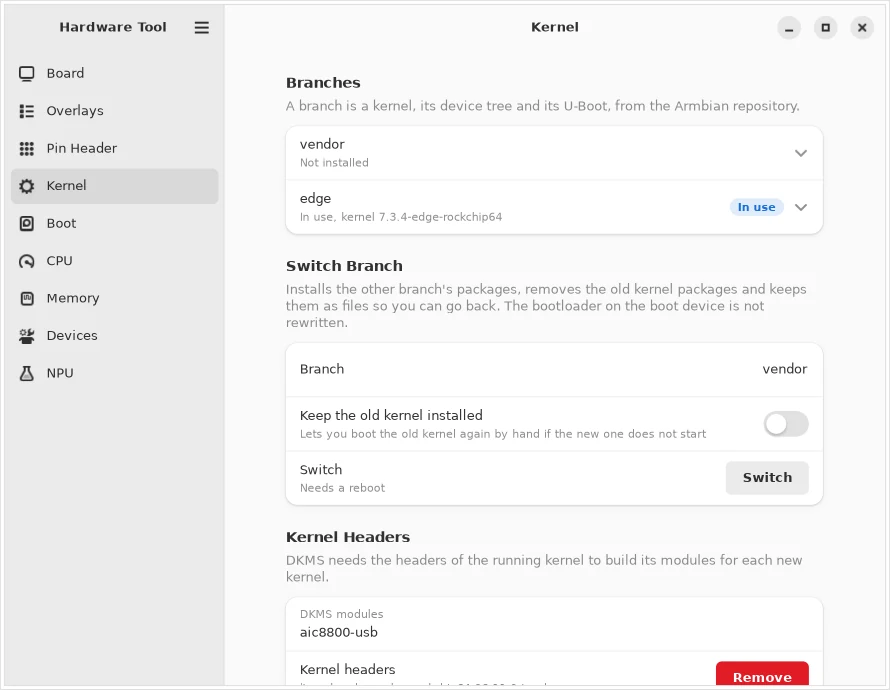 Hardware Tool
Kernel
Board
Overlays
Pin Header
Kernel
Boot
CPU
Memory
Devices
NPU
Branches
A branch is a kernel, its device tree and its U-Boot, from the Armbian repository.
vendor
Not installed
edge
In use, kernel 7.3.4-edge-rockchip64
In use
Switch Branch
Installs the other branch's packages, removes the old kernel packages and keeps
them as files so you can go back. The bootloader on the boot device is not
rewritten.
Branch
vendor
Keep the old kernel installed
Lets you boot the old kernel again by hand if the new one does not start
Switch
Needs a reboot
Switch
Kernel Headers
DKMS needs the headers of the running kernel to build its modules for each new
kernel.
DKMS modules
aic8800-usb
Kernel headers
Remove